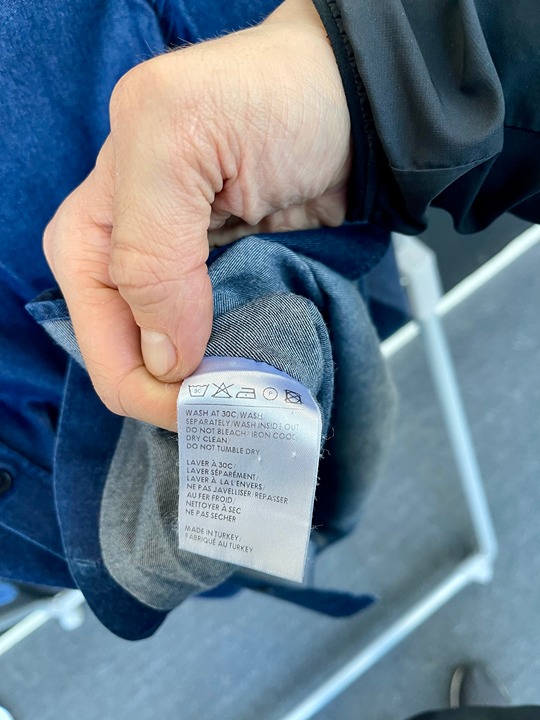 WASH AT 30C/WASH
SEPARATELY/WASH INSIDE OUT
DO NOT BLEACH/ IRON COOL/
DRY CLEAN/
DO NOT TUMBLE DRY
LAVER À 30C/
LAVER SÉPARÉMENT/
LAVER À LA L'ENVERS/
NE PAS JAVELLISER/REPASSER
AU FER FROID/
NETTOYER À SEC
NE PAS SECHER
MADE IN TURKEY/
FABRIQUÉ AU TURKEY